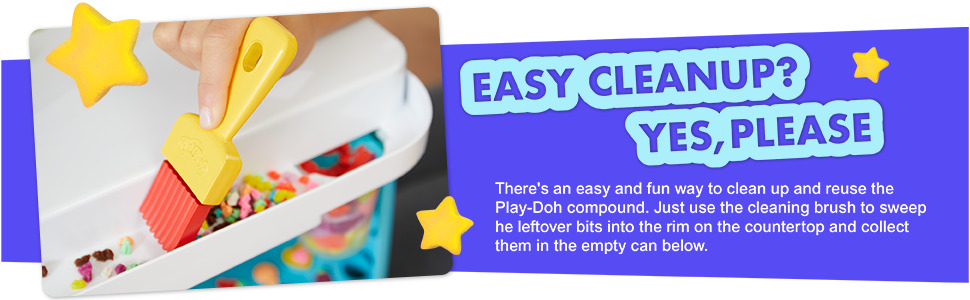 EASY CLEANUP?
YES, PLEASE
There's an easy and fun way to clean up and reuse the
Play-Doh compound. Just use the cleaning brush to sweep
he leftover bits into the rim on the countertop and collect
them in the empty can below.